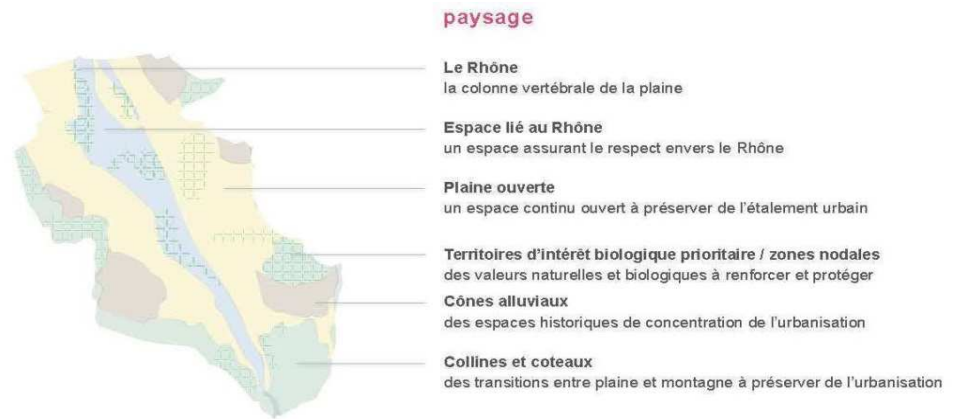 paysage
Le Rhône
la colonne vertébrale de la plaine
Espace lié au Rhône
un espace assurant le respect envers le Rhône
Plaine ouverte
un espace continu ouvert à préserver de l'étalement urbain
Territoires d'intérêt biologique prioritaire / zones nodales
des valeurs naturelles et biologiques à renforcer et protéger
Cônes alluviaux
des espaces historiques de concentration de l'urbanisation
Collines et coteaux
des transitions entre plaine et montagne à préserver de l'urbanisation